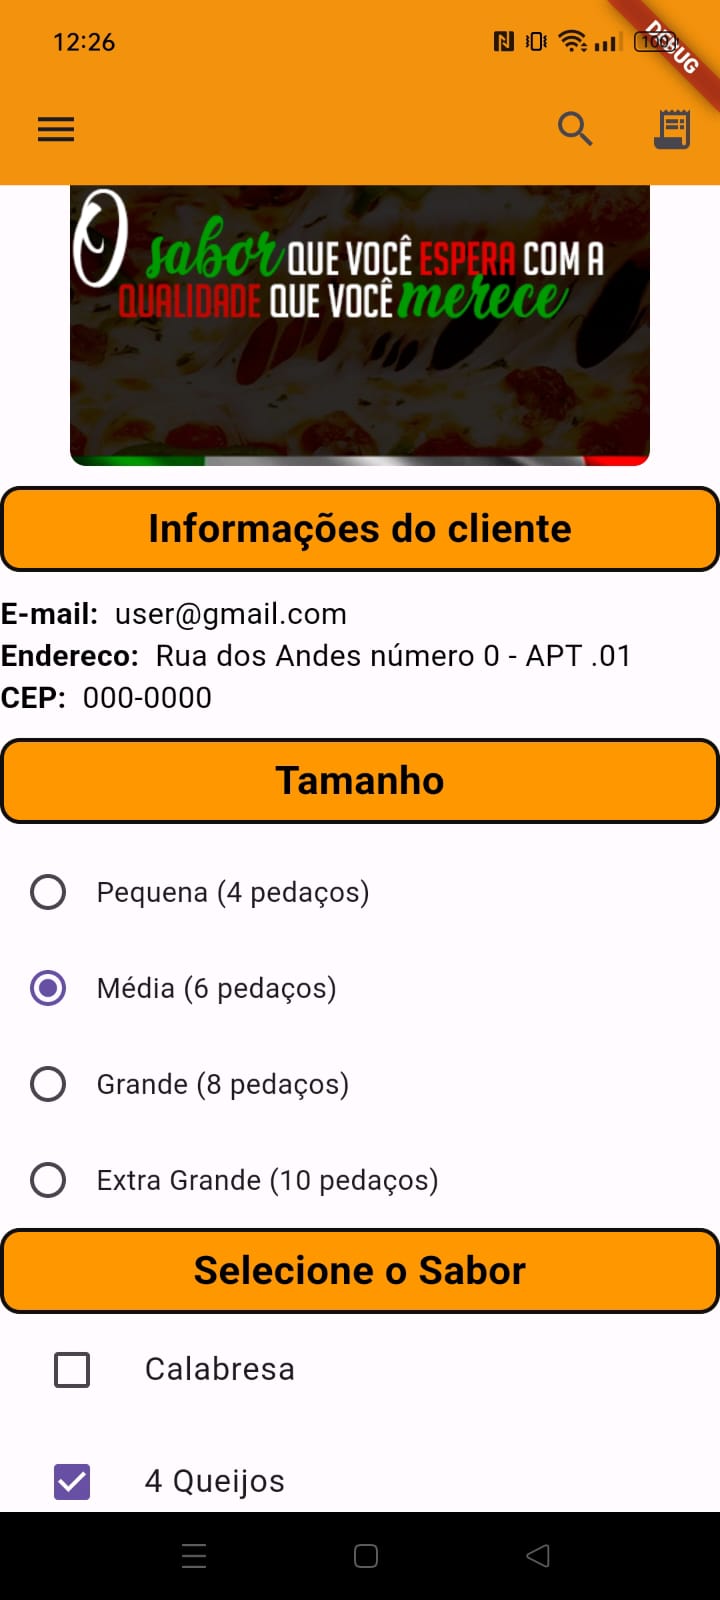 12:26
100
DEBUG
O sabor QUE VOCÊ ESPERA COM A
QUALIDADE QUE VOCÊ merece
Informações do cliente
E-mail: user@gmail.com
Endereco: Rua dos Andes número 0 - APT .01
CEP: 000-0000
Tamanho
Pequena (4 pedaços)
Média (6 pedaços)
Grande (8 pedaços)
Extra Grande (10 pedaços)
Selecione o Sabor
Calabresa
4 Queijos